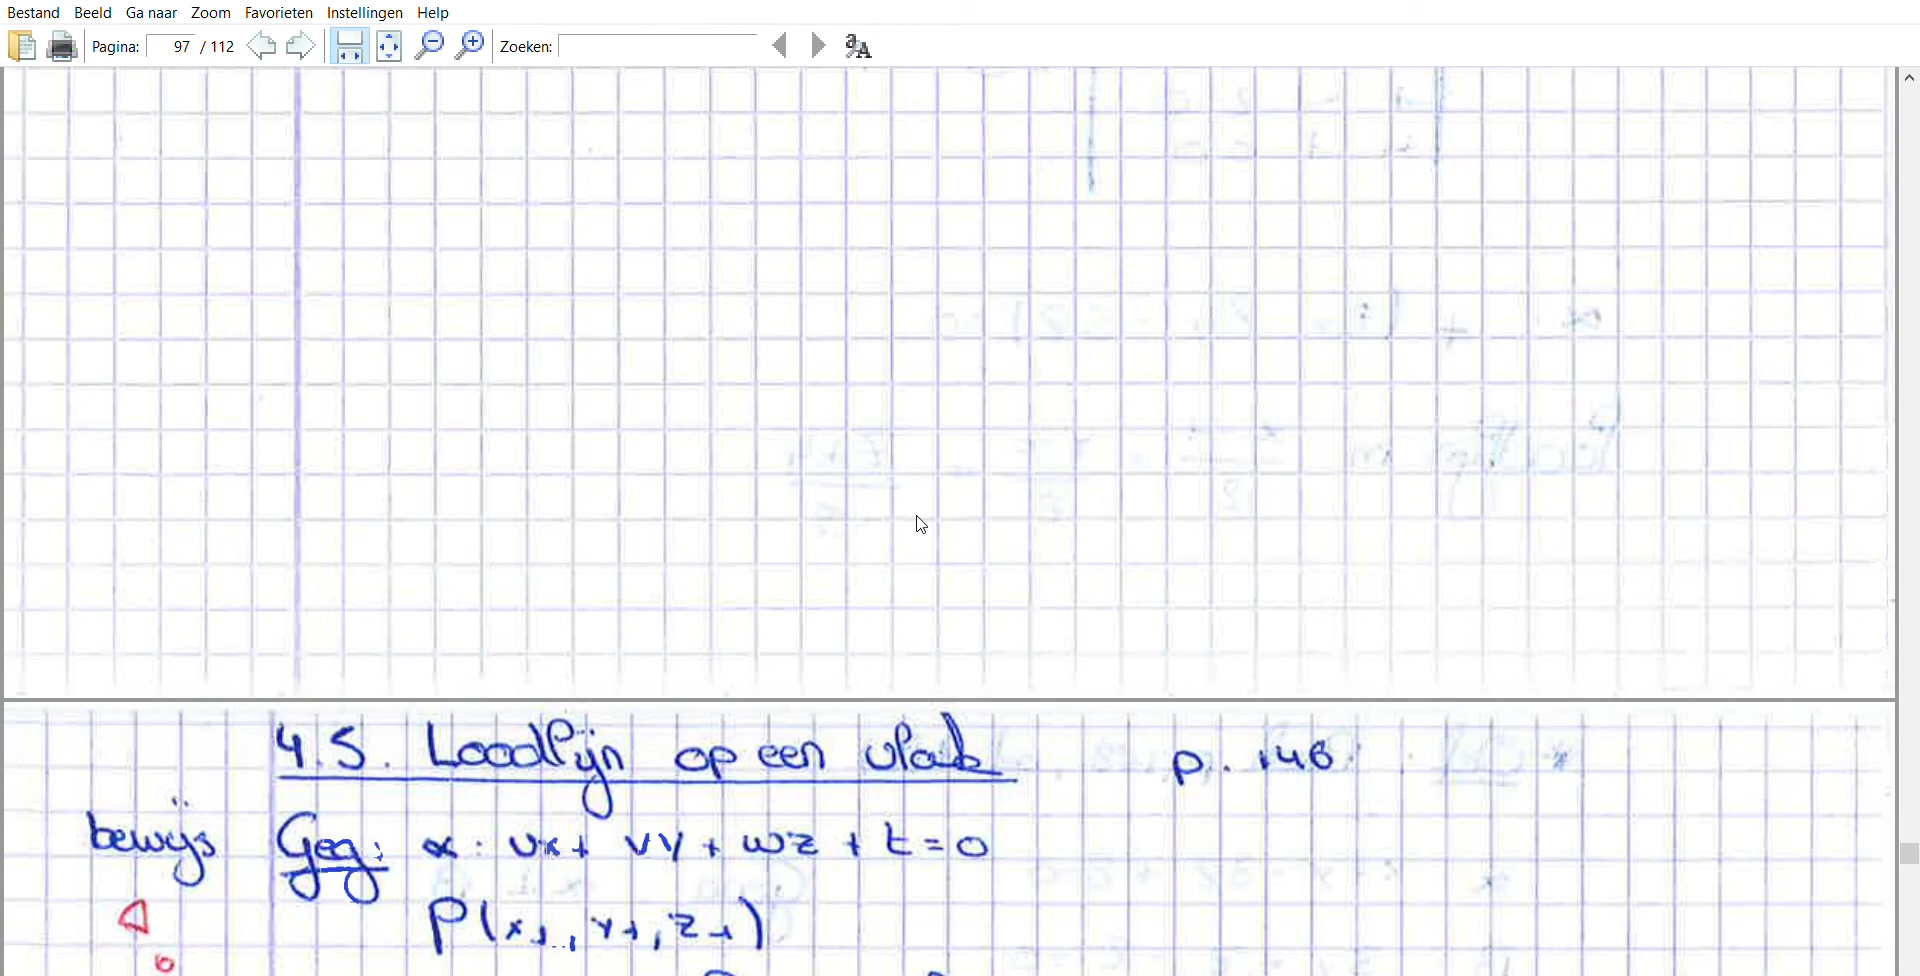 Bestand Beeld Ga naar Zoom Favorieten Instellingen Help
Pagina: 97 / 112 Zoeken:
4.5. Loodlijn op een vlak p. 146
bewijs Geg: α : ux + vy + wz + t = 0
P(x1, y1, z1)